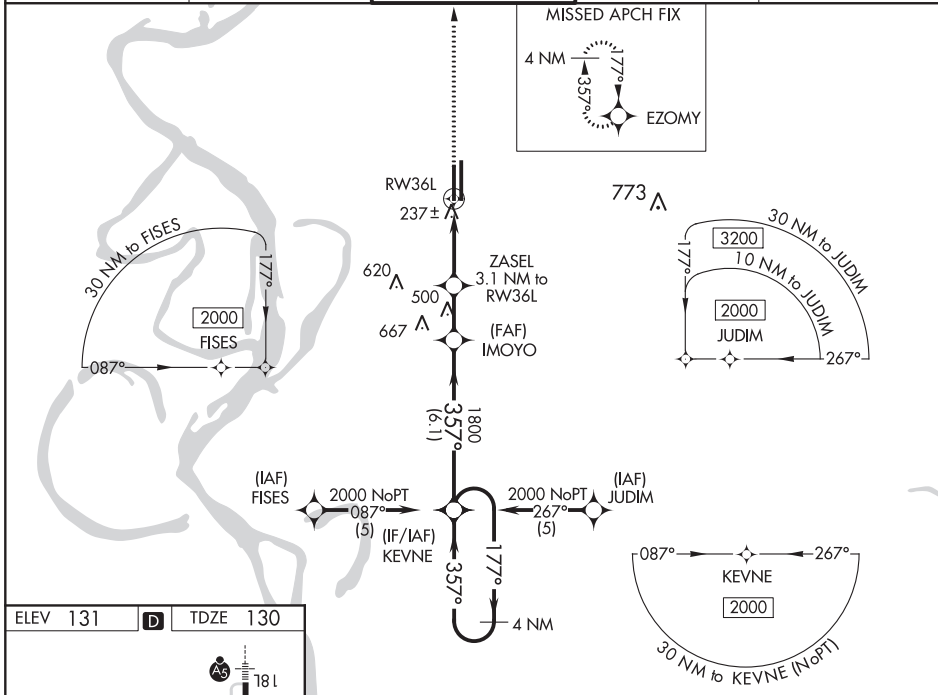 MISSED APCH FIX
4 NM
177°
357°
EZOMY
RW36L
237±
773
30 NM to FISES
177°
2000
FISES
087°
620
500
667
ZASEL
3.1 NM to
RW36L
(FAF)
IMOYO
30 NM to JUDIM
3200
10 NM to JUDIM
177°
2000
JUDIM
267°
1800
357°
(6.1)
(IAF)
FISES
2000 NoPT
087°
(5)
(IF/IAF)
KEVNE
2000 NoPT
267°
(5)
(IAF)
JUDIM
357°
177°
4 NM
087°
267°
KEVNE
2000
30 NM to KEVNE (NoPT)
ELEV 131
D
TDZE 130
A5
18L